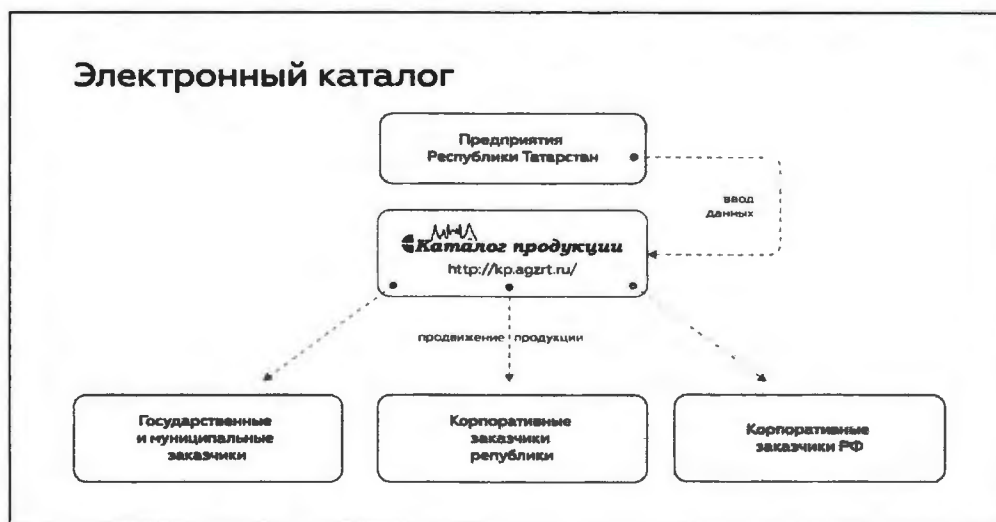 Электронный каталог
Предприятия
Республики Татарстан
ввод
данных
Каталог продукции
http://kp.agzrt.ru/
продвижение продукции
Государственные
и муниципальные
заказчики
Корпоративные
заказчики
републики
Корпоративные
заказчики РФ